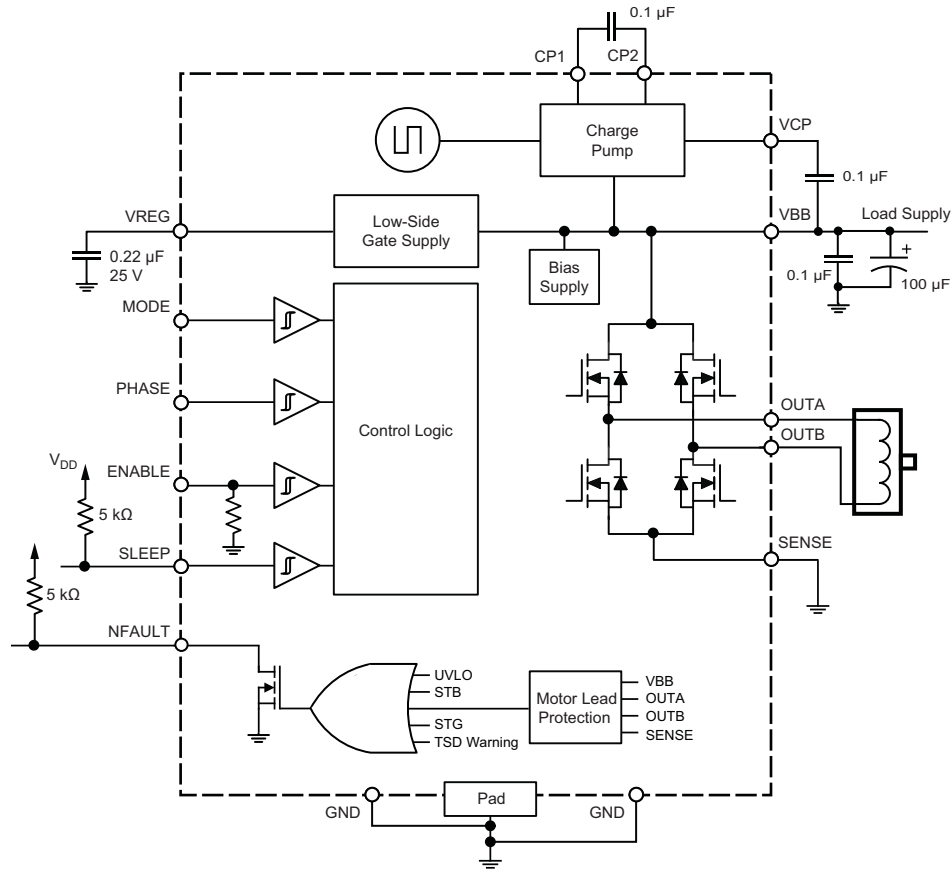 0.1 µF
CP1
CP2
Charge
Pump
VCP
0.1 µF
VREG
Low-Side
Gate Supply
VBB
Load Supply
0.22 µF
25 V
Bias
Supply
0.1 µF
+
100 µF
MODE
PHASE
Control Logic
OUTA
OUTB
VDD
ENABLE
5 kΩ
SLEEP
SENSE
5 kΩ
NFAULT
UVLO
STB
STG
TSD Warning
Motor Lead
Protection
VBB
OUTA
OUTB
SENSE
GND
Pad
GND